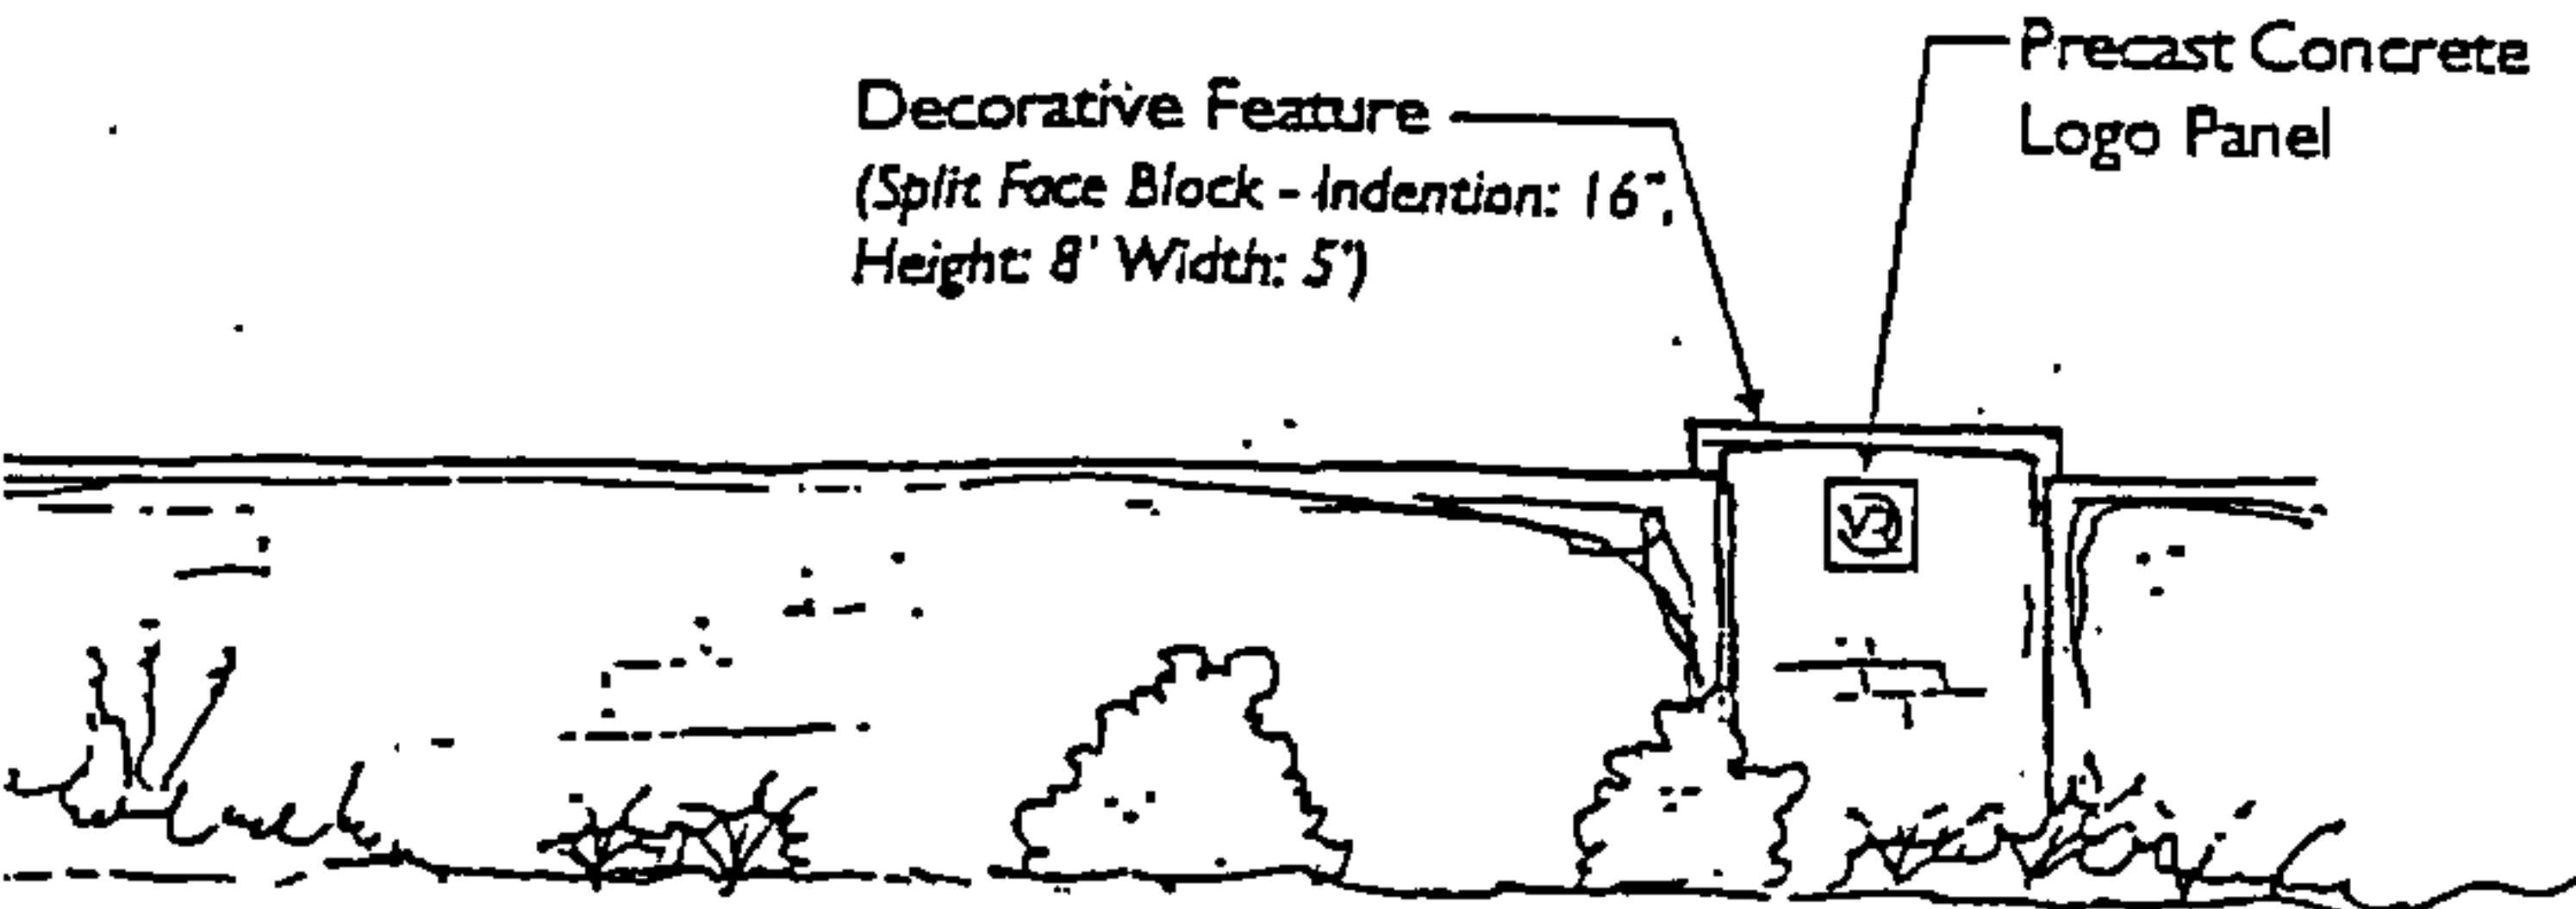 Decorative Feature
(Split Face Block - Indention: 16",
Height: 8' Width: 5')
Precast Concrete
Logo Panel